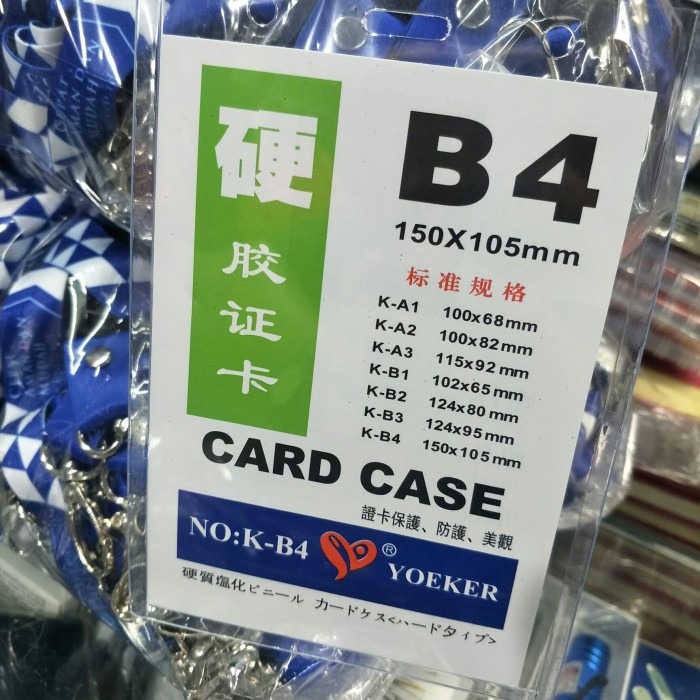 硬
胶
证
卡
B4
150X105mm
标准规格
K-A1 100x68mm
K-A2 100x82mm
K-A3 115x92mm
K-B1 102x65mm
K-B2 124x80mm
K-B3 124x95mm
K-B4 150x105mm
CARD CASE
證卡保護、防護、美觀
NO:K-B4 ® YOEKER
硬質塩化ビニール カードケス<ハードタイプ>